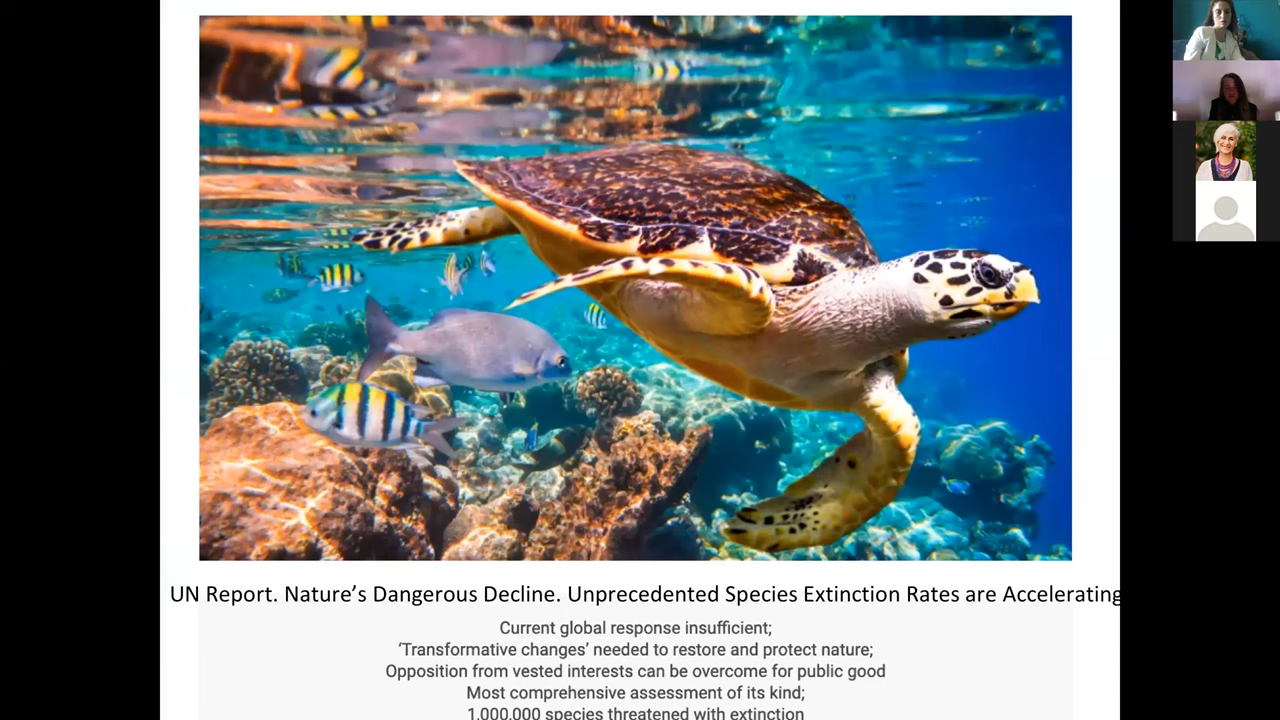 UN Report. Nature’s Dangerous Decline. Unprecedented Species Extinction Rates are Accelerating
Current global response insufficient;
‘Transformative changes’ needed to restore and protect nature;
Opposition from vested interests can be overcome for public good
Most comprehensive assessment of its kind;
1,000,000 species threatened with extinction